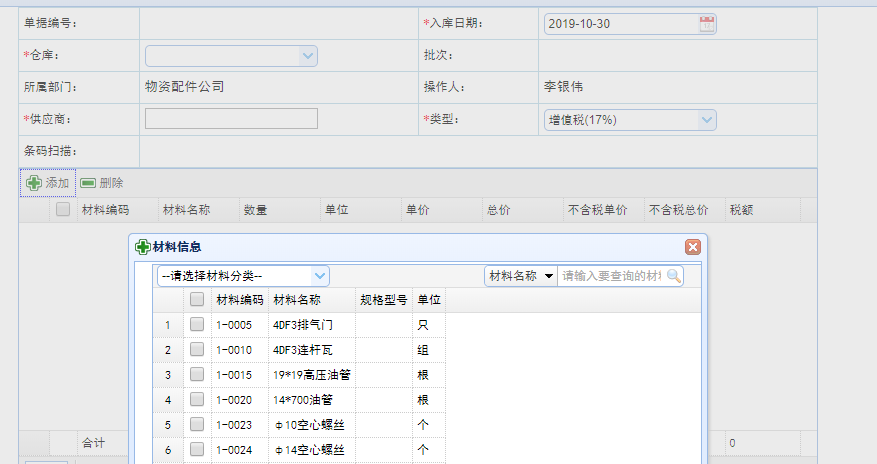 单据编号： *入库日期： 2019-10-30
*仓库： 批次：
所属部门： 物资配件公司 操作人： 李银伟
*供应商： *类型： 增值税(17%)
条码扫描：
添加 删除
材料编码 材料名称 数量 单位 单价 总价 不含税单价 不含税总价 税额
材料信息
--请选择材料分类-- 材料名称 请输入要查询的材
材料编码 材料名称 规格型号 单位
1 1-0005 4DF3排气门 只
2 1-0010 4DF3连杆瓦 组
3 1-0015 19*19高压油管 根
4 1-0020 14*700油管 根
5 1-0023 φ10空心螺丝 个
6 1-0024 φ14空心螺丝 个
合计 0